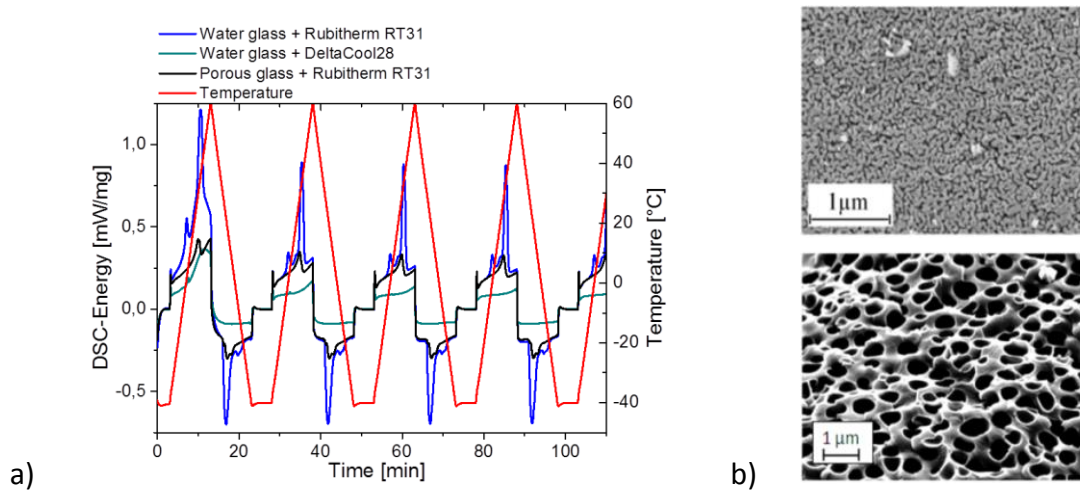 Water glass + Rubitherm RT31
Water glass + DeltaCool28
Porous glass + Rubitherm RT31
Temperature
DSC-Energy [mW/mg]
1,0
0,5
0,0
-0,5
0
20
40
60
80
100
Time [min]
60
40
20
0
-20
-40
Temperature [°C]
a)
b)
1µm
1 µm